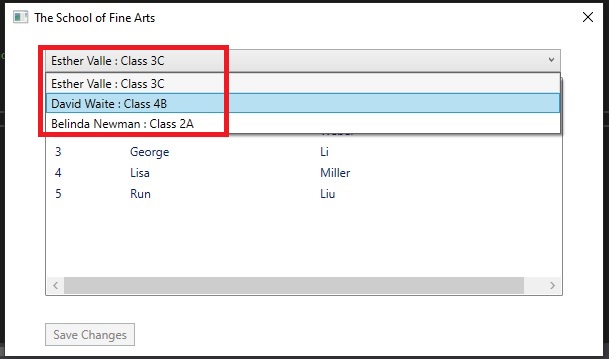 The School of Fine Arts
Esther Valle : Class 3C
Esther Valle : Class 3C
David Waite : Class 4B
Belinda Newman : Class 2A
3 George Li
4 Lisa Miller
5 Run Liu
Save Changes